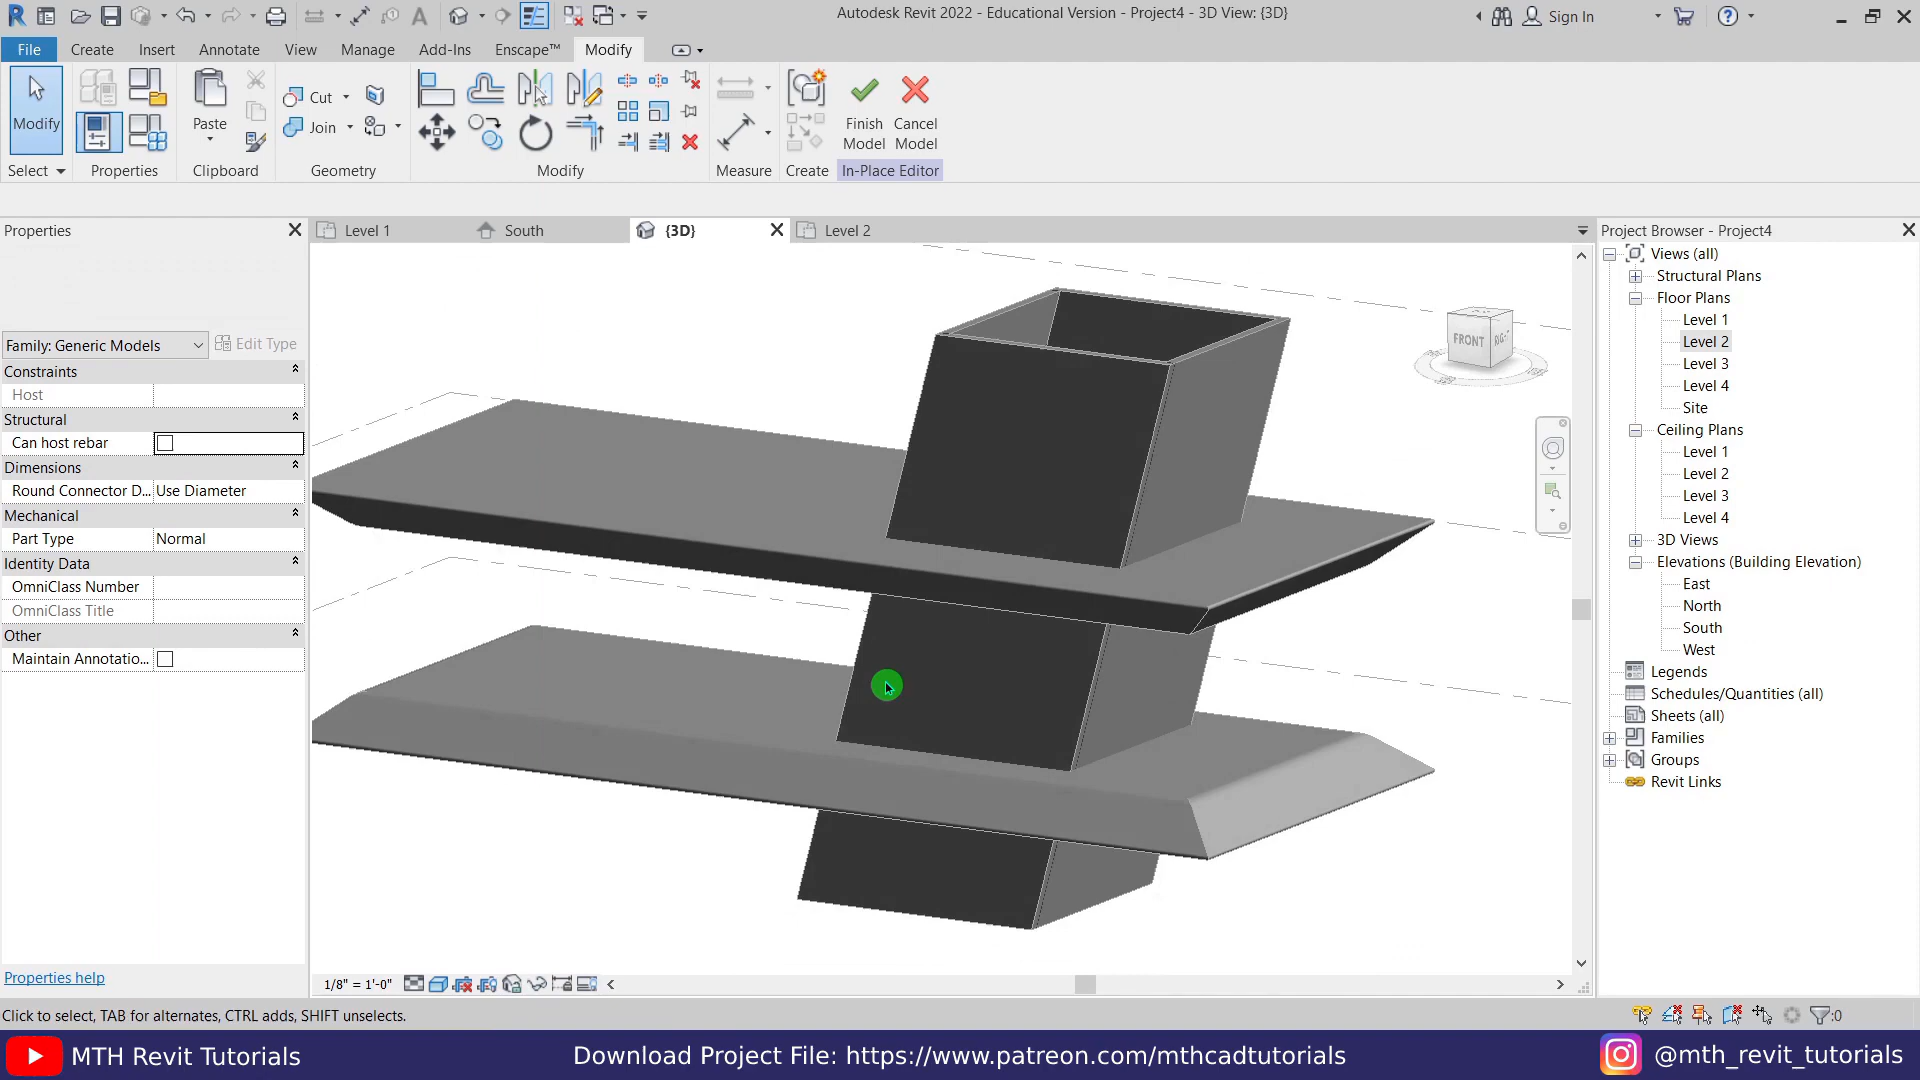 Autodesk Revit 2022 - Educational Version - Project4 - 3D View: {3D}
Sign In
File
Create
Insert
Annotate
View
Manage
Add-Ins
Enscape™
Modify
Modify
Paste
Cut
Join
Finish
Model
Cancel
Model
Select
Properties
Clipboard
Geometry
Modify
Measure
Create
In-Place Editor
Properties
Level 1
South
{3D}
Level 2
Project Browser - Project4
Family: Generic Models
Edit Type
Constraints
Host
Structural
Can host rebar
Dimensions
Round Connector D...
Use Diameter
Mechanical
Part Type
Normal
Identity Data
OmniClass Number
OmniClass Title
Other
Maintain Annotatio...
Properties help
FRONT
Views (all)
Structural Plans
Floor Plans
Level 1
Level 2
Level 3
Level 4
Site
Ceiling Plans
Level 1
Level 2
Level 3
Level 4
3D Views
Elevations (Building Elevation)
East
North
South
West
Legends
Schedules/Quantities (all)
Sheets (all)
Families
Groups
Revit Links
1/8" = 1'-0"
Click to select, TAB for alternates, CTRL adds, SHIFT unselects.
:0
MTH Revit Tutorials
Download Project File: https://www.patreon.com/mthcadtutorials
@mth_revit_tutorials